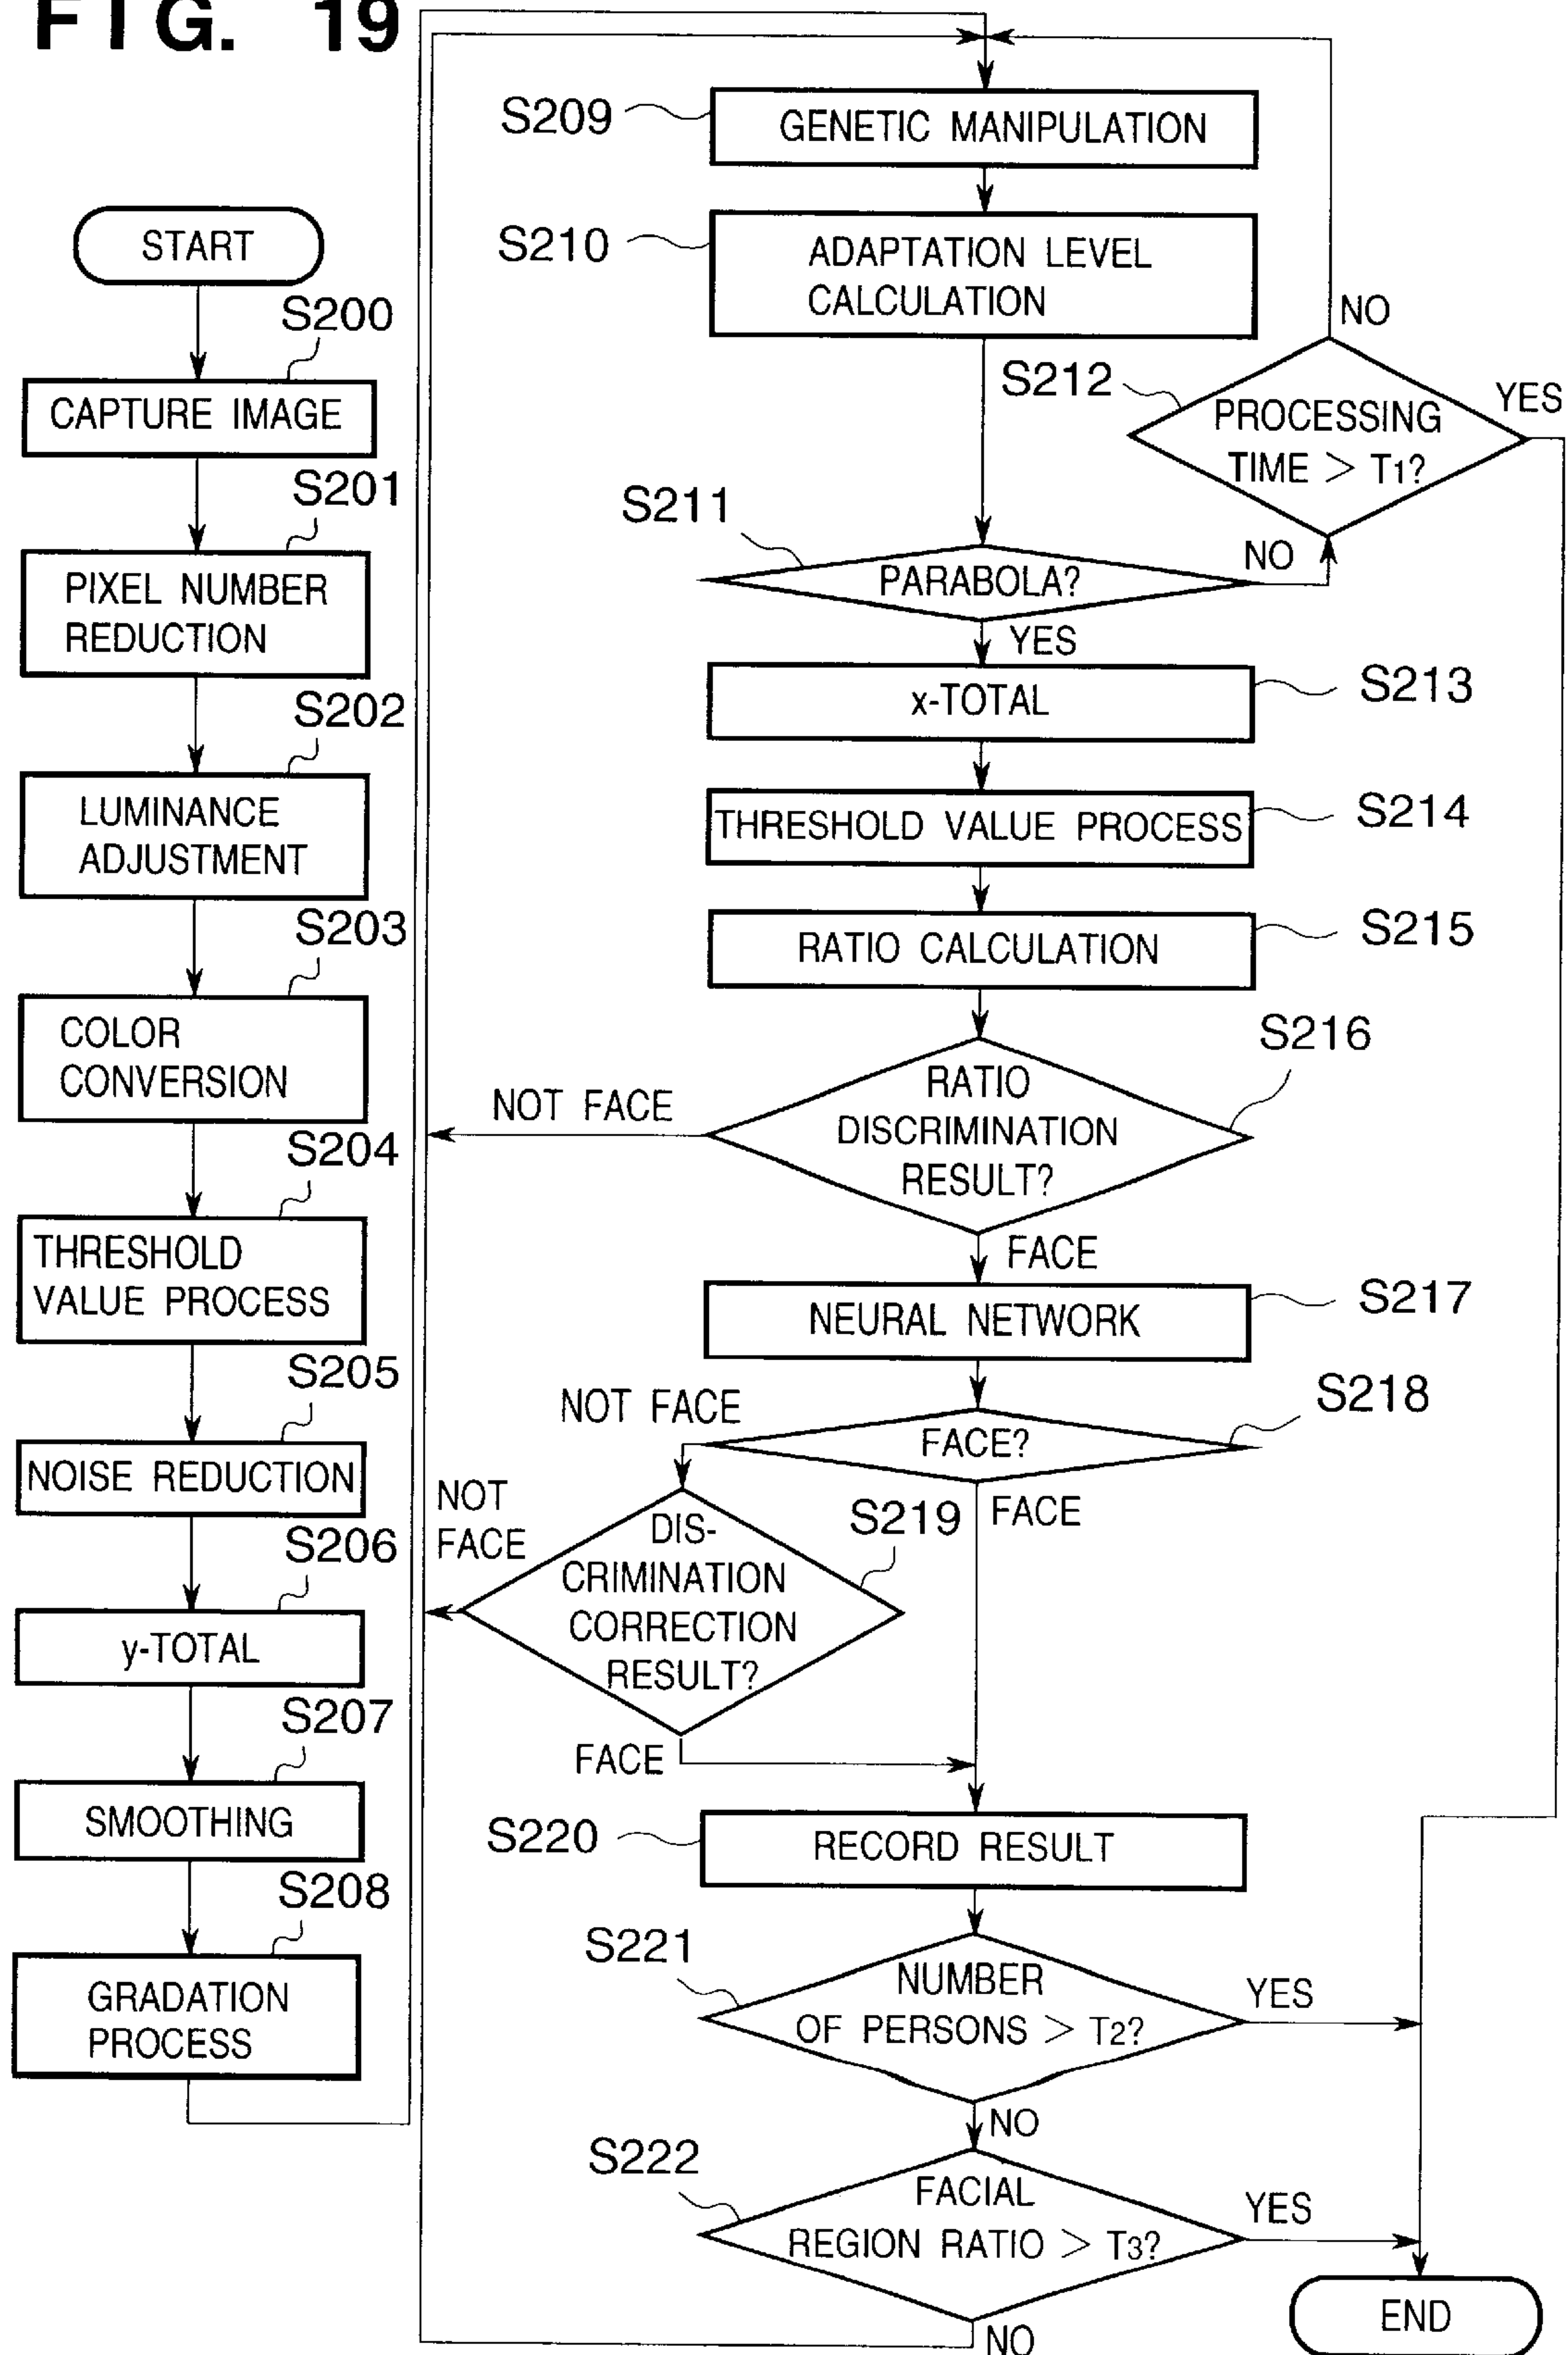 FIG. 19
START
S200
CAPTURE IMAGE
S201
PIXEL NUMBER
REDUCTION
S202
LUMINANCE
ADJUSTMENT
S203
COLOR
CONVERSION
S204
THRESHOLD
VALUE PROCESS
S205
NOISE REDUCTION
S206
y-TOTAL
S207
SMOOTHING
S208
GRADATION
PROCESS
S209
GENETIC MANIPULATION
S210
ADAPTATION LEVEL
CALCULATION
NO
S212
PROCESSING
TIME > T1?
YES
S211
PARABOLA?
NO
YES
x-TOTAL
S213
THRESHOLD VALUE PROCESS
S214
RATIO CALCULATION
S215
S216
RATIO
DISCRIMINATION
RESULT?
NOT FACE
FACE
NEURAL NETWORK
S217
NOT FACE
S218
FACE?
FACE
NOT
FACE
S219
DIS-
CRIMINATION
CORRECTION
RESULT?
FACE
S220
RECORD RESULT
S221
NUMBER
OF PERSONS > T2?
YES
NO
S222
FACIAL
REGION RATIO > T3?
YES
NO
END